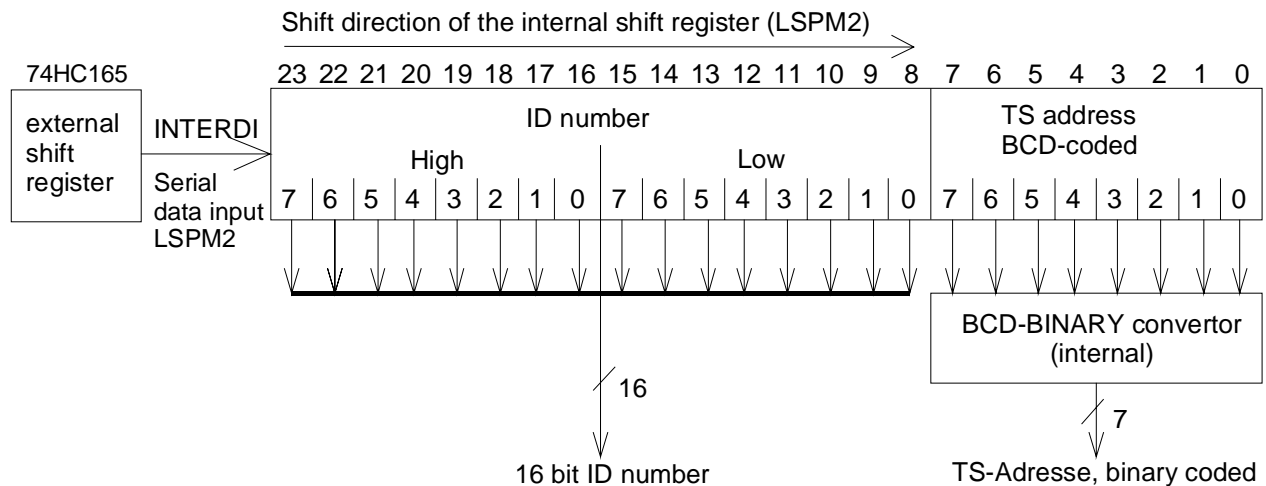 Shift direction of the internal shift register (LSPM2)
74HC165
23 22 21 20 19 18 17 16 15 14 13 12 11 10 9 8 7 6 5 4 3 2 1 0
external
shift
register
INTERDI
Serial
data input
LSPM2
ID number
High
Low
TS address
BCD-coded
7 6 5 4 3 2 1 0 7 6 5 4 3 2 1 0 7 6 5 4 3 2 1 0
BCD-BINARY convertor
(internal)
16
7
16 bit ID number
TS-Adresse, binary coded